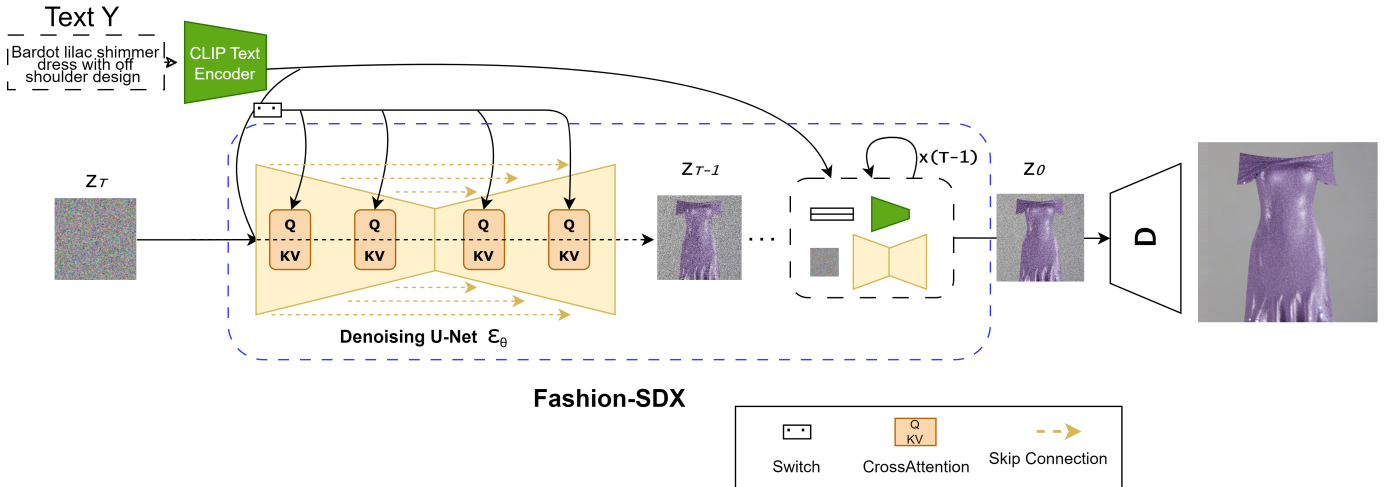 Text Y
Bardot lilac shimmer
dress with off
shoulder design
CLIP Text
Encoder
x(T-1)
zT
zT-1
z0
Q
KV
Q
KV
Q
KV
Q
KV
...
D
Denoising U-Net εθ
Fashion-SDX
Q
KV
Switch
CrossAttention
Skip Connection